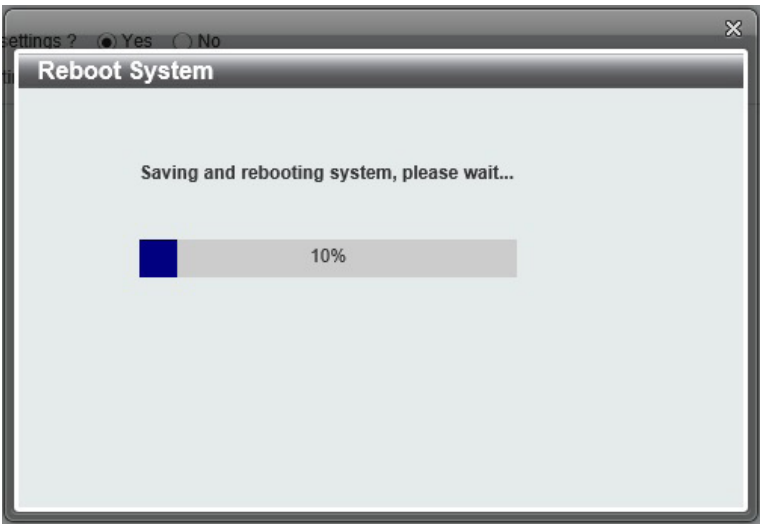 settings ? Yes No
Reboot System
Saving and rebooting system, please wait...
10%